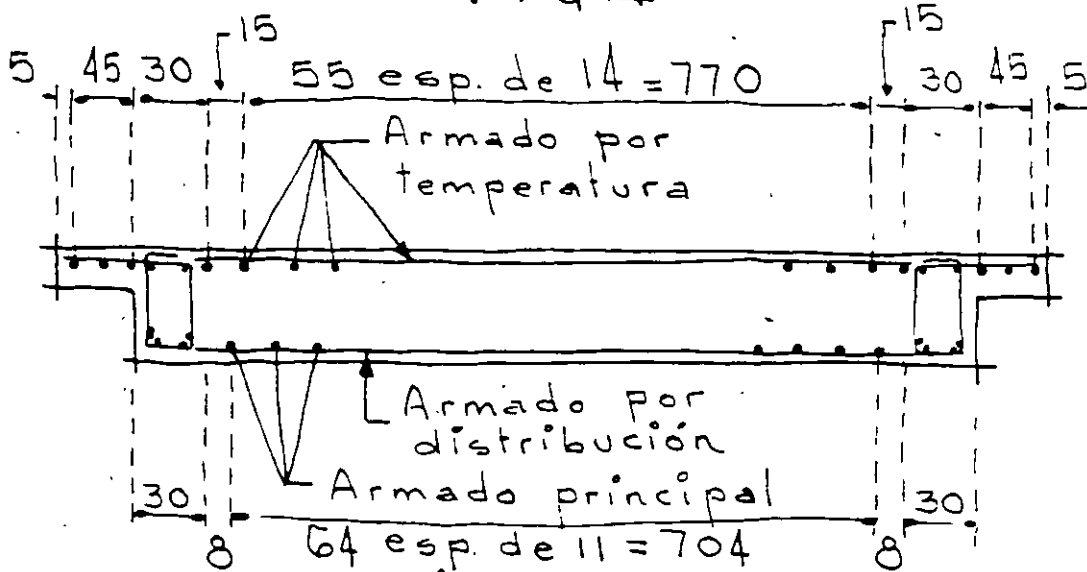 15 15
5 45 30 55 esp. de 14 = 770 30 45 5
Armado por
temperatura
Armado por
distribución
30 Armado principal 30
8 64 esp. de 11 = 704 8